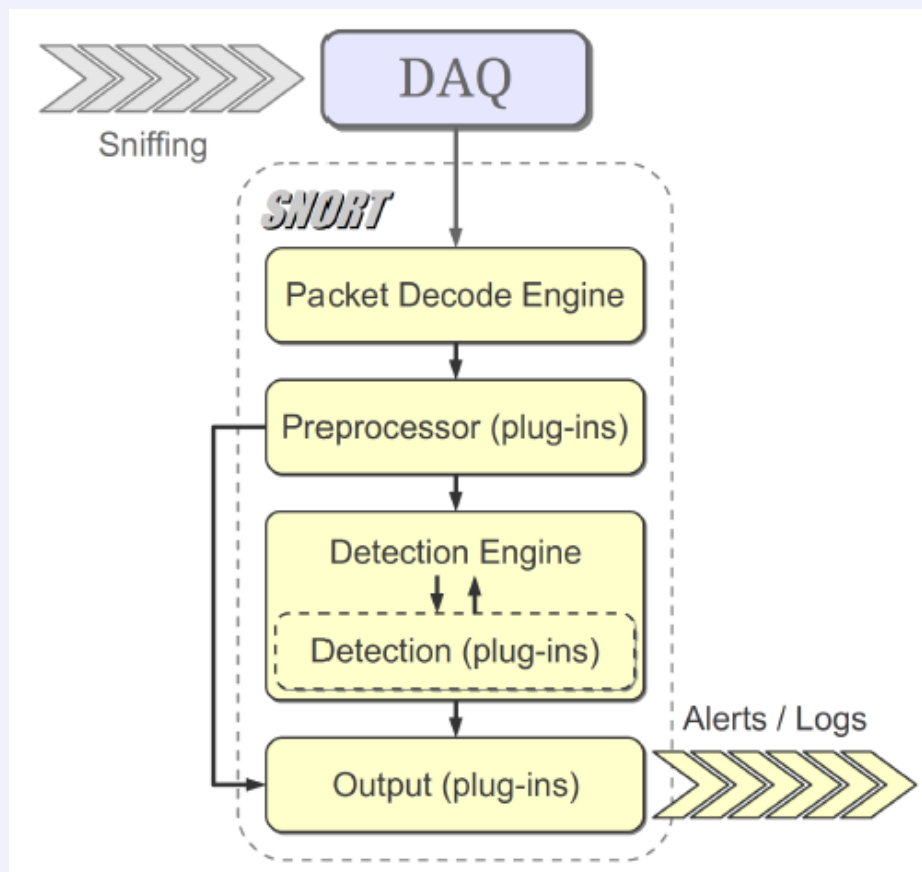 DAQ
Sniffing
SNORT
Packet Decode Engine
Preprocessor (plug-ins)
Detection Engine
Detection (plug-ins)
Alerts / Logs
Output (plug-ins)